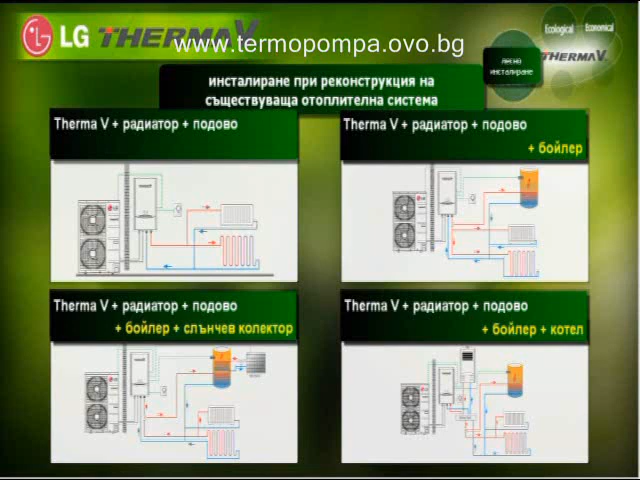 LG THERMA V
www.termopompa.ovo.bg
Ecological Economical
THERMA V.
лесно
инсталиране
инсталиране при реконструкция на
съществуваща отоплителна система
Therma V + радиатор + подово
Therma V + радиатор + подово
+ бойлер
Therma V + радиатор + подово
+ бойлер + слънчев колектор
Therma V + радиатор + подово
+ бойлер + котел